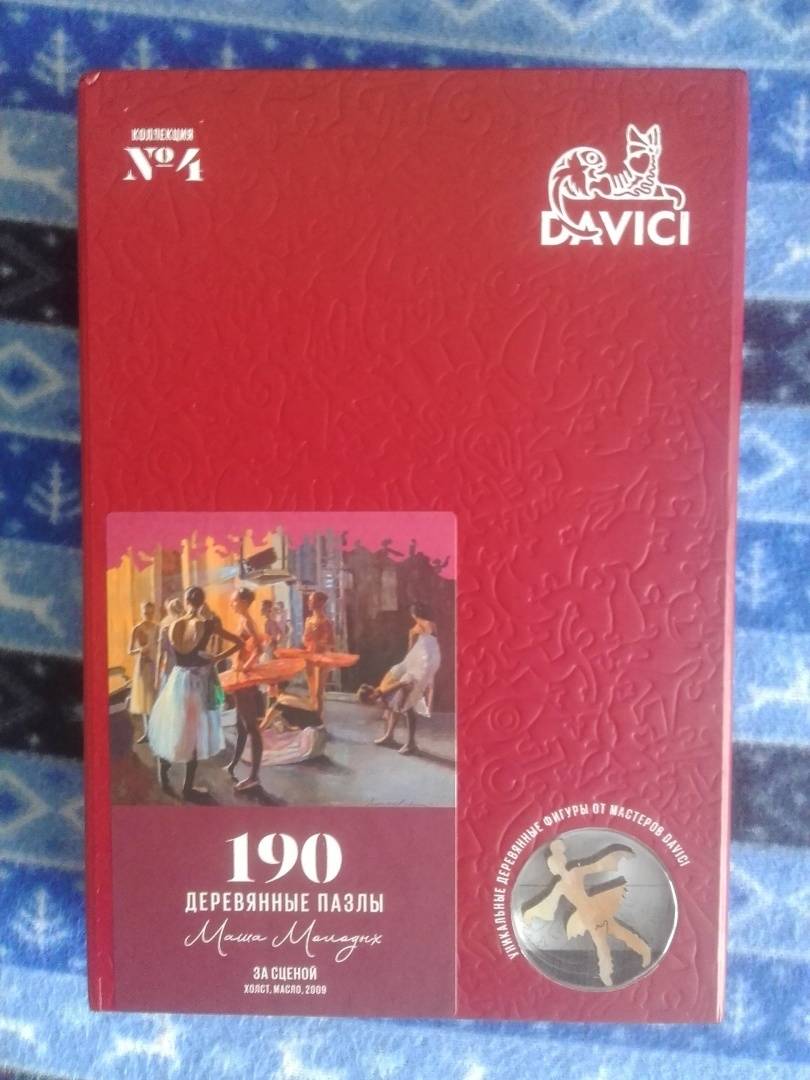 КОЛЛЕКЦИЯ
№4
DAVICI
190
ДЕРЕВЯННЫЕ ПАЗЛЫ
Маша Молодых
ЗА СЦЕНОЙ
ХОЛСТ, МАСЛО, 2009
УНИКАЛЬНЫЕ ДЕРЕВЯННЫЕ ФИГУРЫ ОТ МАСТЕРОВ DAVICI